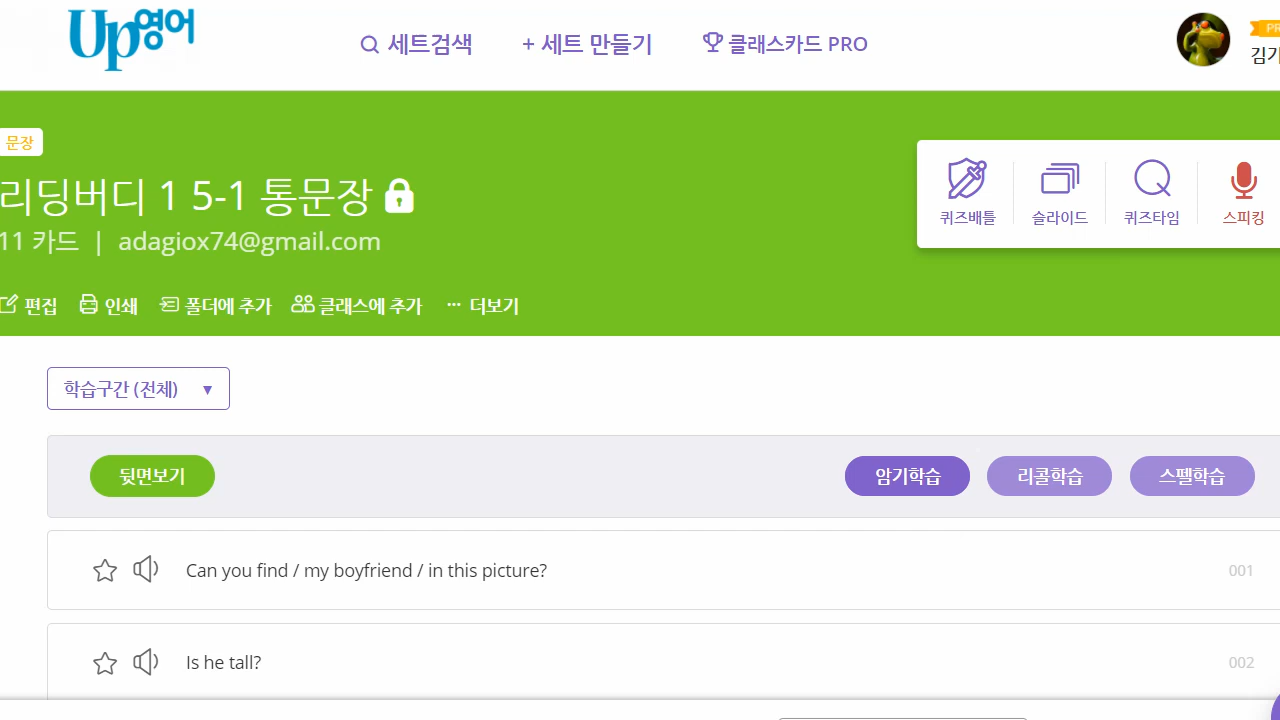 Up영어
세트검색
+ 세트 만들기
클래스카드 PRO
문장
리딩버디 1 5-1 통문장
11 카드 | adagiox74@gmail.com
퀴즈배틀
슬라이드
퀴즈타임
스피킹
편집
인쇄
폴더에 추가
클래스에 추가
··· 더보기
학습구간 (전체) ▼
뒷면보기
암기학습
리콜학습
스펠학습
Can you find / my boyfriend / in this picture?
001
Is he tall?
002